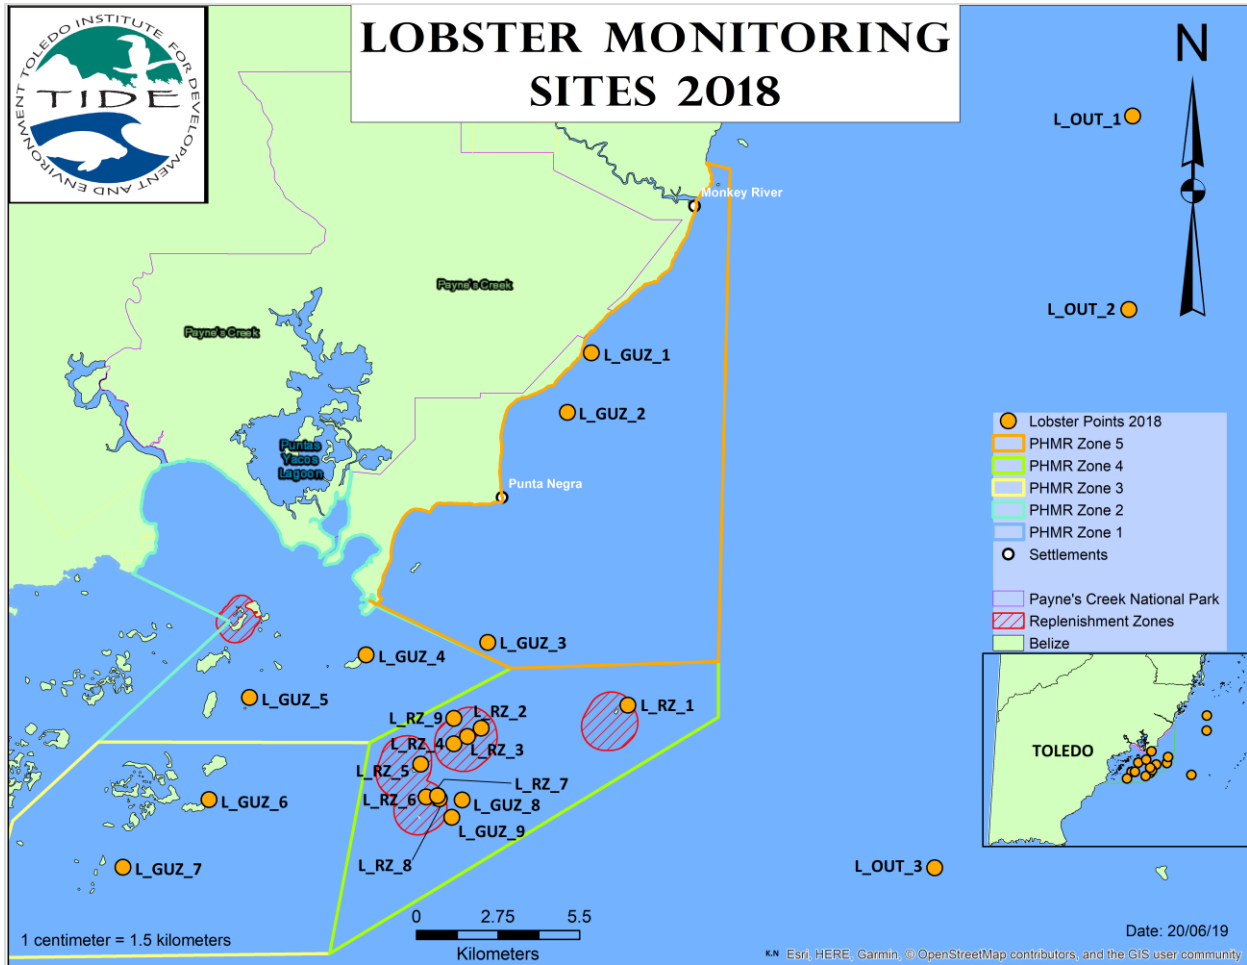 LOBSTER MONITORING
SITES 2018
TOLEDO INSTITUTE FOR DEVELOPMENT AND ENVIRONMENT
TIDE
N
L_OUT_1
Monkey River
Payne's Creek
L_OUT_2
Payne's Creek
L_GUZ_1
L_GUZ_2
Puntas
Yacos
Lagoon
Punta Negra
Lobster Points 2018
PHMR Zone 5
PHMR Zone 4
PHMR Zone 3
PHMR Zone 2
PHMR Zone 1
Settlements
Payne's Creek National Park
Replenishment Zones
Belize
L_GUZ_3
L_GUZ_4
L_GUZ_5
L_RZ_1
L_RZ_9
L_RZ_2
L_RZ_4
L_RZ_3
L_RZ_5
L_RZ_7
L_RZ_6
L_GUZ_8
L_GUZ_6
L_GUZ_9
L_RZ_8
L_GUZ_7
L_OUT_3
TOLEDO
0 2.75 5.5
Kilometers
1 centimeter = 1.5 kilometers
Date: 20/06/19
K.N Esri, HERE, Garmin, © OpenStreetMap contributors, and the GIS user community